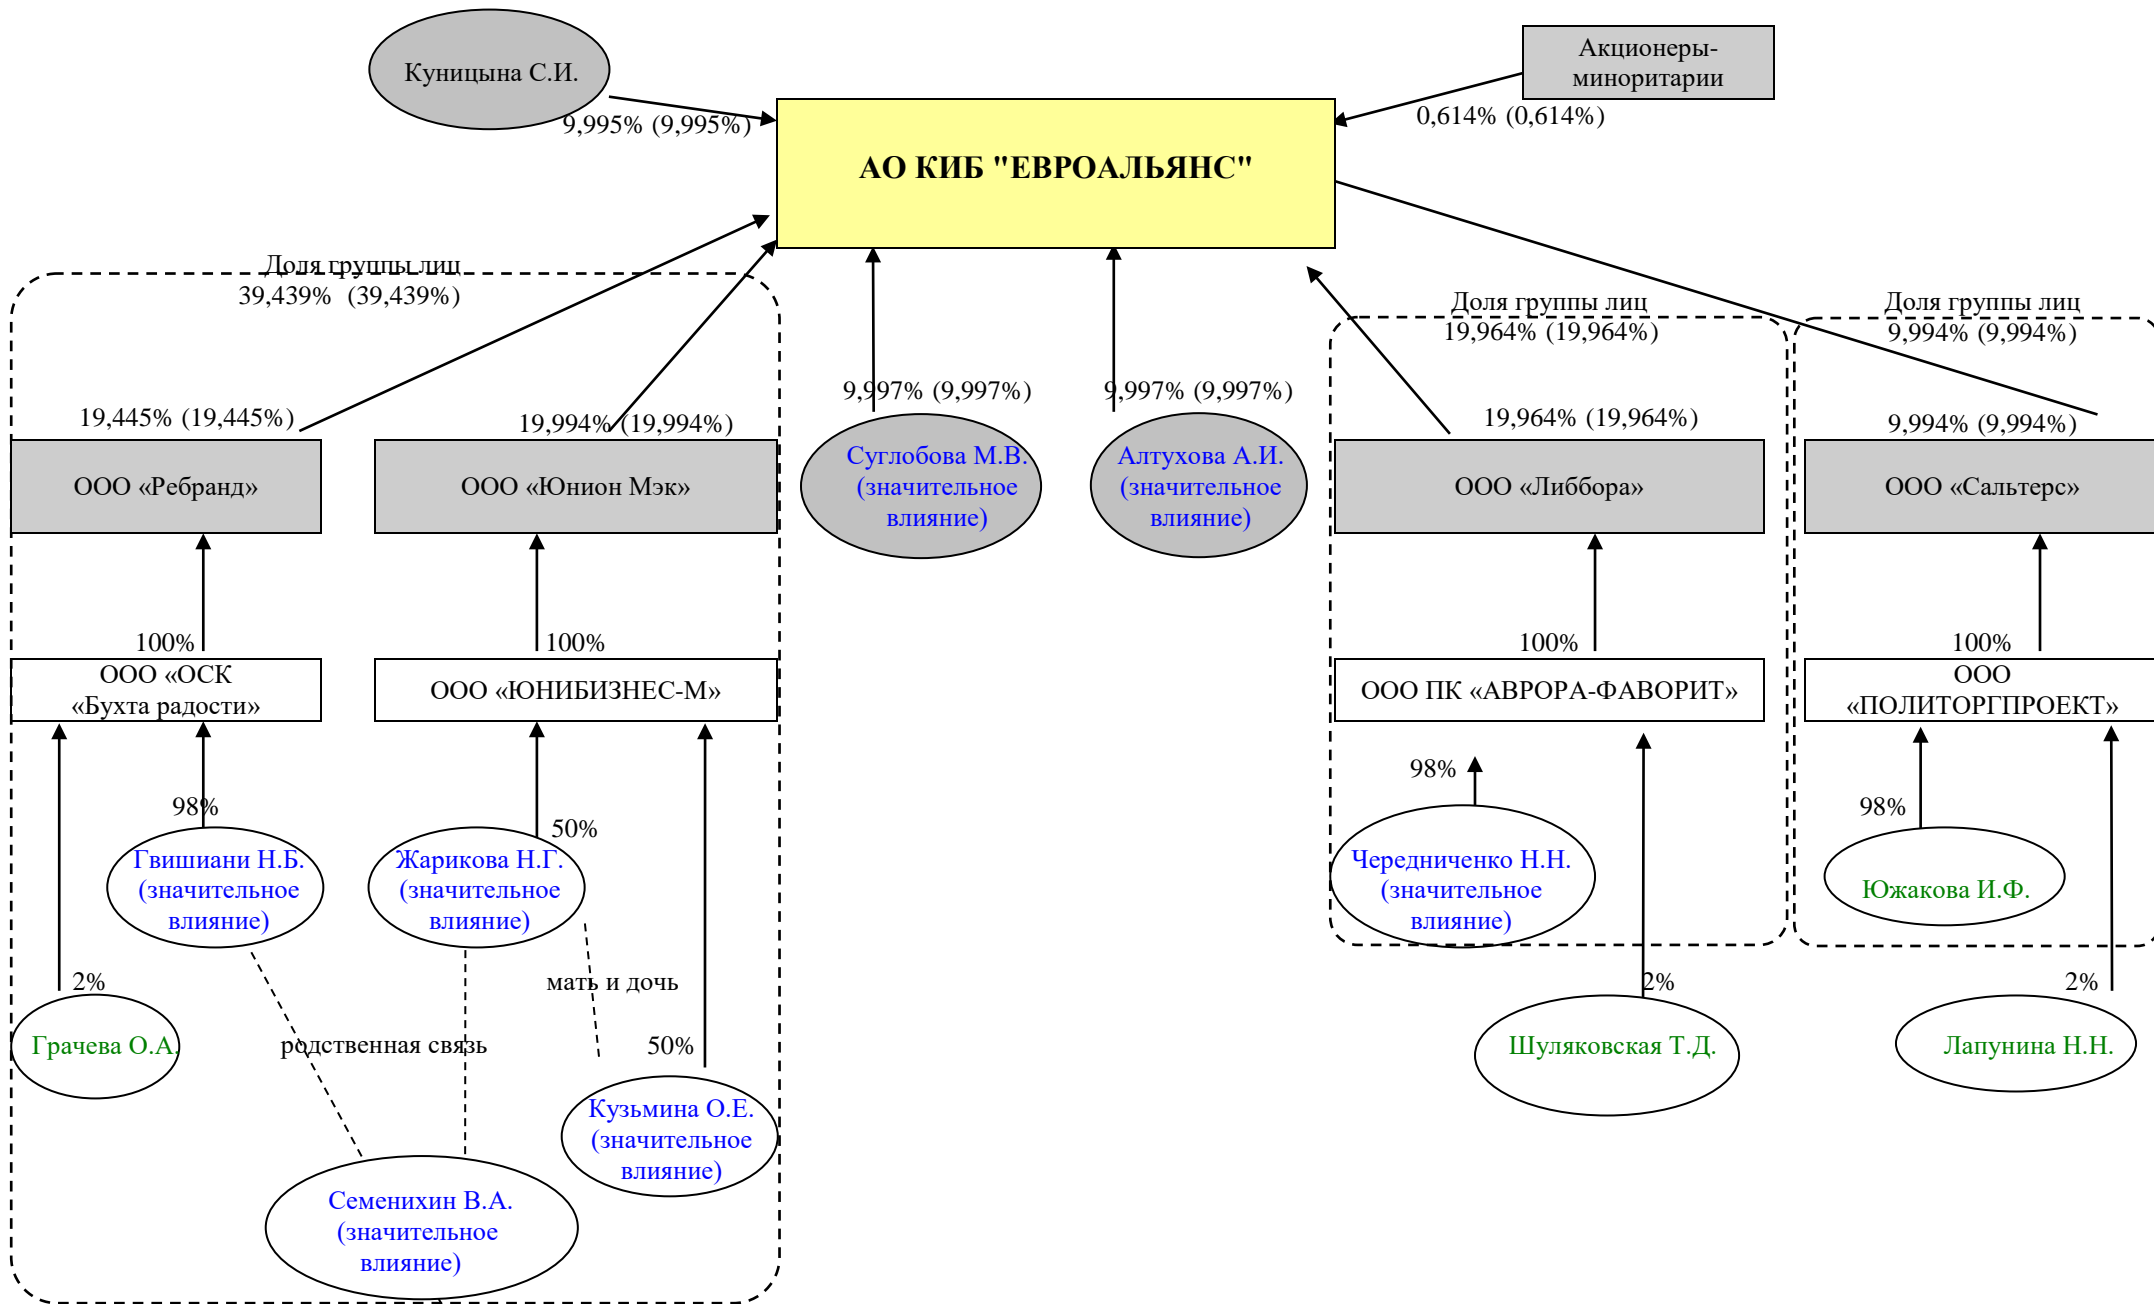 Куницына С.И.
Акционеры-
миноритарии
9,995% (9,995%)
0,614% (0,614%)
АО КИБ "ЕВРОАЛЬЯНС"
Доля группы лиц
39,439% (39,439%)
Доля группы лиц
19,964% (19,964%)
Доля группы лиц
9,994% (9,994%)
19,445% (19,445%)
19,994% (19,994%)
9,997% (9,997%)
9,997% (9,997%)
19,964% (19,964%)
9,994% (9,994%)
ООО «Ребранд»
ООО «Юнион Мэк»
Суглобова М.В.
(значительное
влияние)
Алтухова А.И.
(значительное
влияние)
ООО «Либбора»
ООО «Сальтерс»
100%
100%
100%
100%
ООО «ОСК
«Бухта радости»
ООО «ЮНИБИЗНЕС-М»
ООО ПК «АВРОРА-ФАВОРИТ»
ООО
«ПОЛИТОРГПРОЕКТ»
98%
50%
98%
98%
Гвишиани Н.Б.
(значительное
влияние)
Жарикова Н.Г.
(значительное
влияние)
Чередниченко Н.Н.
(значительное
влияние)
Южакова И.Ф.
2%
мать и дочь
2%
2%
Грачева О.А.
родственная связь
50%
Шуляковская Т.Д.
Лапунина Н.Н.
Кузьмина О.Е.
(значительное
влияние)
Семенихин В.А.
(значительное
влияние)